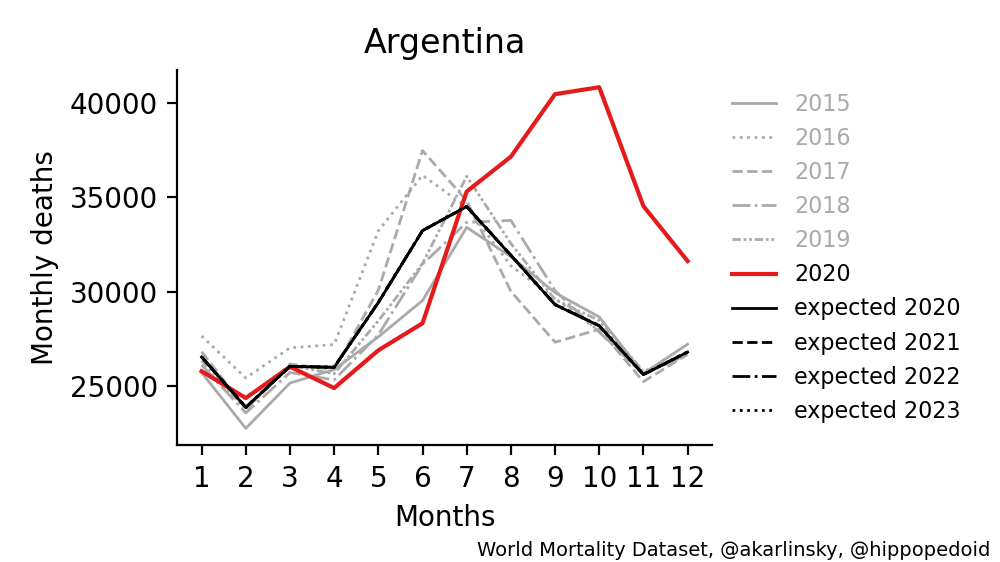 Argentina
Monthly deaths
40000
35000
30000
25000
1 2 3 4 5 6 7 8 9 10 11 12
Months
2015
2016
2017
2018
2019
2020
expected 2020
expected 2021
expected 2022
expected 2023
World Mortality Dataset, @akarlinsky, @hippopedoid